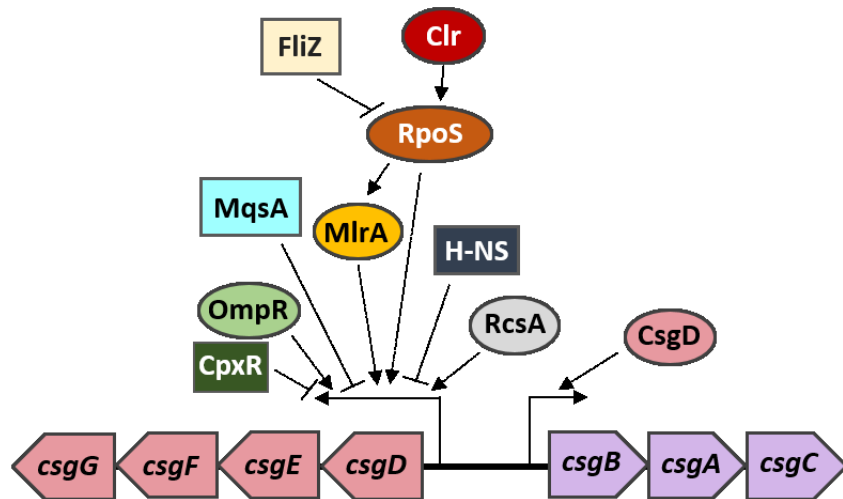 FliZ
Clr
RpoS
MqsA
MlrA
H-NS
OmpR
RcsA
CsgD
CpxR
csgG
csgF
csgE
csgD
csgB
csgA
csgC